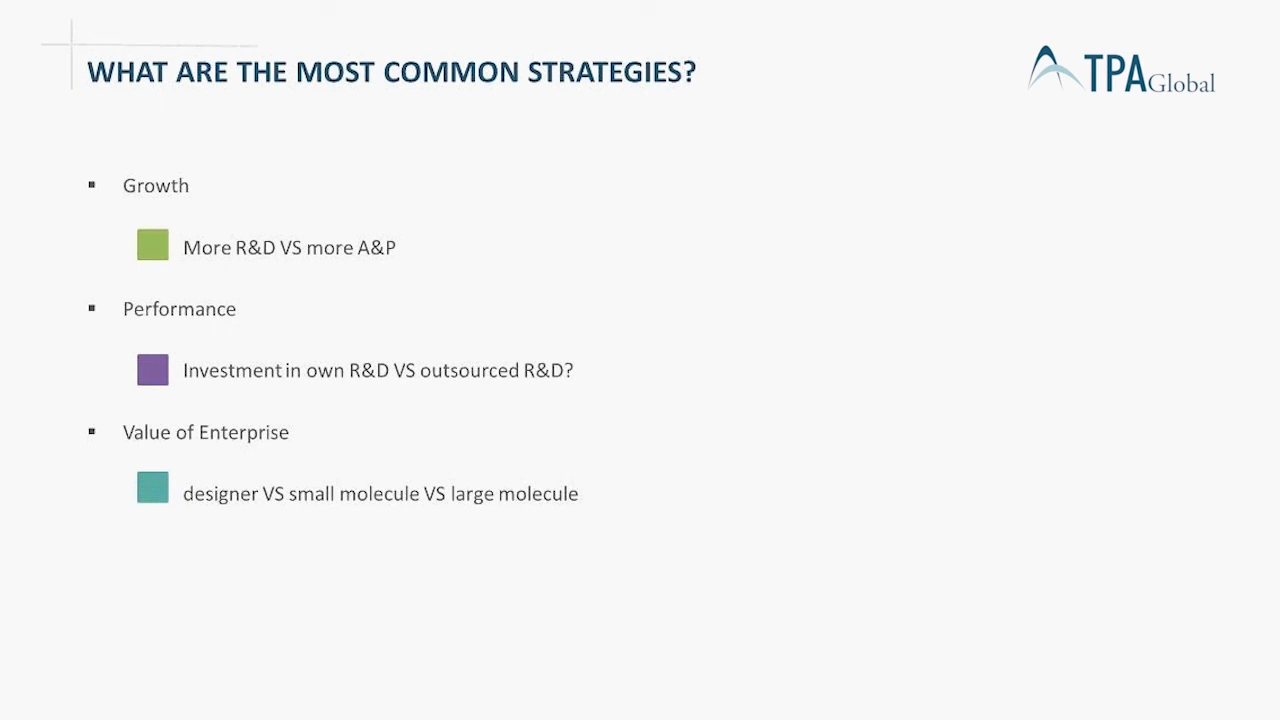 WHAT ARE THE MOST COMMON STRATEGIES?
TPA Global
Growth
More R&D VS more A&P
Performance
Investment in own R&D VS outsourced R&D?
Value of Enterprise
designer VS small molecule VS large molecule